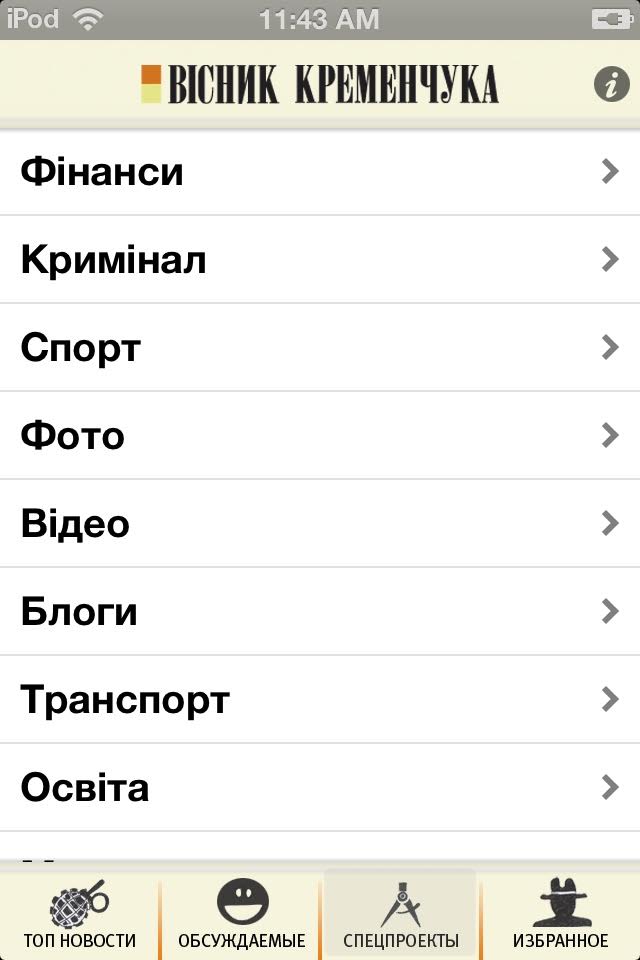 iPod 11:43 AM
ВІСНИК КРЕМЕНЧУКА
Фінанси
Кримінал
Спорт
Фото
Відео
Блоги
Транспорт
Освіта
ТОП НОВОСТИ ОБСУЖДАЕМЫЕ СПЕЦПРОЕКТЫ ИЗБРАННОЕ